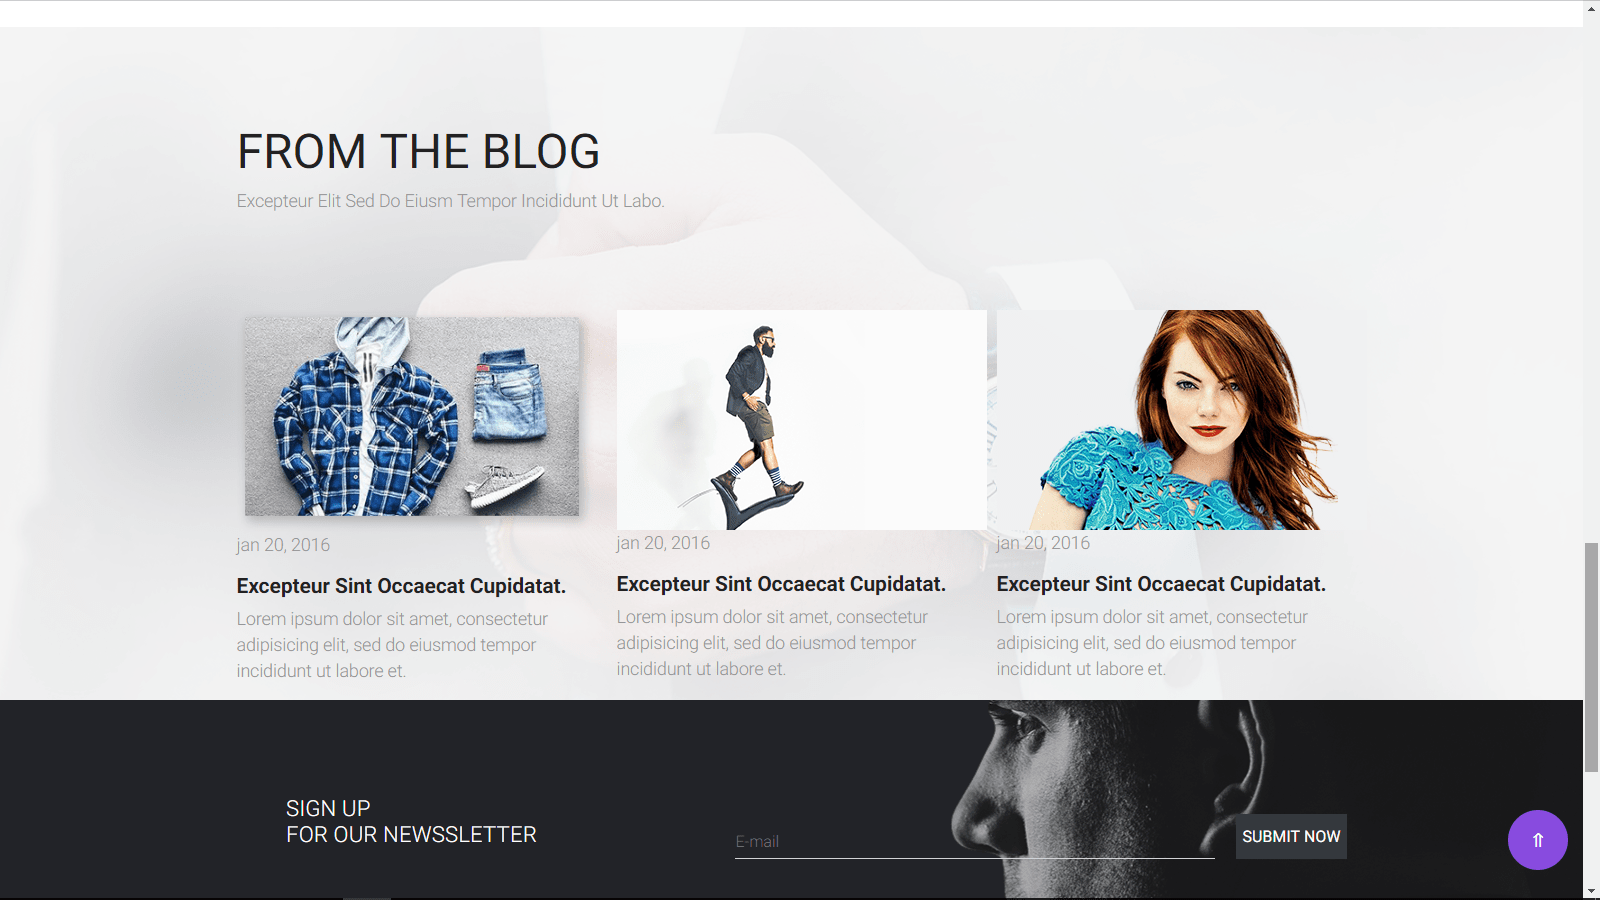 FROM THE BLOG
Excepteur Elit Sed Do Eiusm Tempor Incididunt Ut Labo.
jan 20, 2016
Excepteur Sint Occaecat Cupidatat.
Lorem ipsum dolor sit amet, consectetur
adipisicing elit, sed do eiusmod tempor
incididunt ut labore et.
jan 20, 2016
Excepteur Sint Occaecat Cupidatat.
Lorem ipsum dolor sit amet, consectetur
adipisicing elit, sed do eiusmod tempor
incididunt ut labore et.
jan 20, 2016
Excepteur Sint Occaecat Cupidatat.
Lorem ipsum dolor sit amet, consectetur
adipisicing elit, sed do eiusmod tempor
incididunt ut labore et.
SIGN UP
FOR OUR NEWSSLETTER
E-mail
SUBMIT NOW
⇑